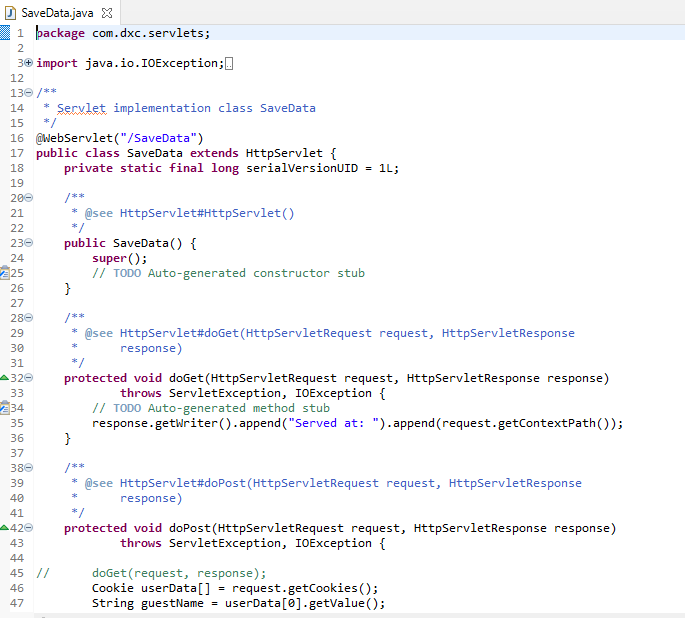 SaveData.java
1 package com.dxc.servlets;
2
3 import java.io.IOException;
12
13 /**
14  * Servlet implementation class SaveData
15  */
16 @WebServlet("/SaveData")
17 public class SaveData extends HttpServlet {
18     private static final long serialVersionUID = 1L;
19
20     /**
21      * @see HttpServlet#HttpServlet()
22      */
23     public SaveData() {
24         super();
25         // TODO Auto-generated constructor stub
26     }
27
28     /**
29      * @see HttpServlet#doGet(HttpServletRequest request, HttpServletResponse
30      *      response)
31      */
32     protected void doGet(HttpServletRequest request, HttpServletResponse response)
33             throws ServletException, IOException {
34         // TODO Auto-generated method stub
35         response.getWriter().append("Served at: ").append(request.getContextPath());
36     }
37
38     /**
39      * @see HttpServlet#doPost(HttpServletRequest request, HttpServletResponse
40      *      response)
41      */
42     protected void doPost(HttpServletRequest request, HttpServletResponse response)
43             throws ServletException, IOException {
44
45 //      doGet(request, response);
46         Cookie userData[] = request.getCookies();
47         String guestName = userData[0].getValue();